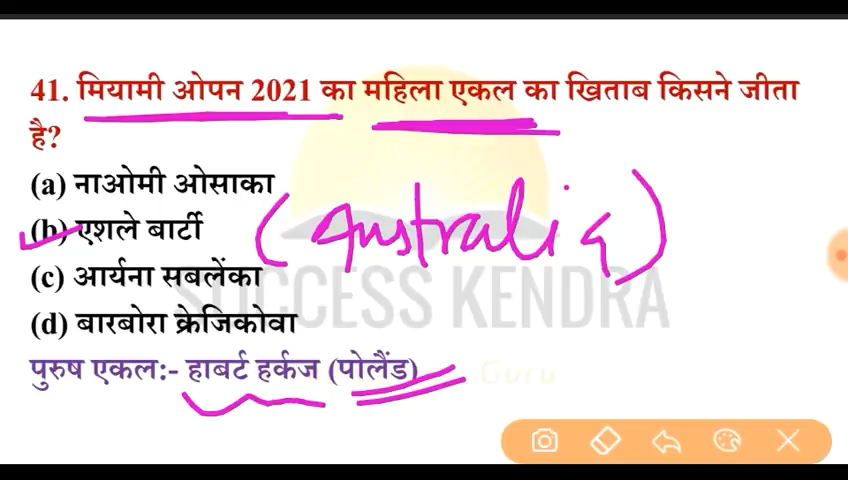 41. मियामी ओपन 2021 का महिला एकल का खिताब किसने जीता
है?
(a) नाओमी ओसाका
(b) एशले बार्टी (Australia)
(c) आर्यना सबलेंका
SUCCESS KENDRA
(d) बारबोरा क्रेजिकोवा
पुरुष एकल:- हाबर्ट हर्कज (पोलैंड)
Guru